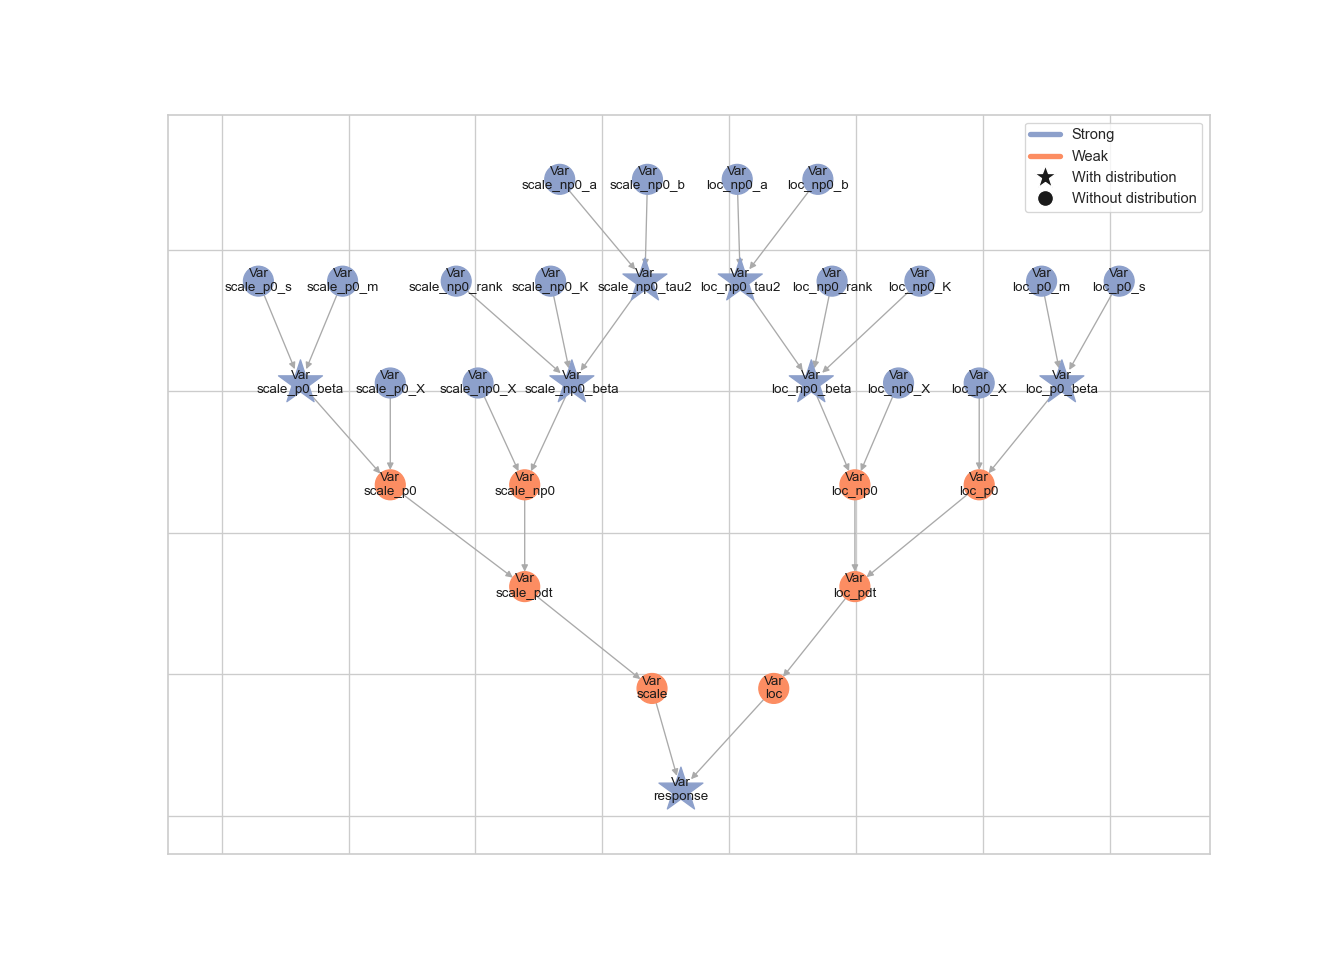 Strong
Weak
With distribution
Without distribution
Var Var Var Var
scale_np0_a scale_np0_b loc_np0_a loc_np0_b
Var Var Var Var Var Var Var Var Var Var
scale_p0_s scale_p0_m scale_np0_rank scale_np0_K scale_np0_tau2 loc_np0_tau2 loc_np0_rank loc_np0_K loc_p0_m loc_p0_s
Var Var Var Var Var Var Var Var
scale_p0_beta scale_p0_X scale_np0_X scale_np0_beta loc_np0_beta loc_np0_X loc_p0_X loc_p0_beta
Var Var Var Var
scale_p0 scale_np0 loc_np0 loc_p0
Var Var
scale_pdt loc_pdt
Var Var
scale loc
Var
response